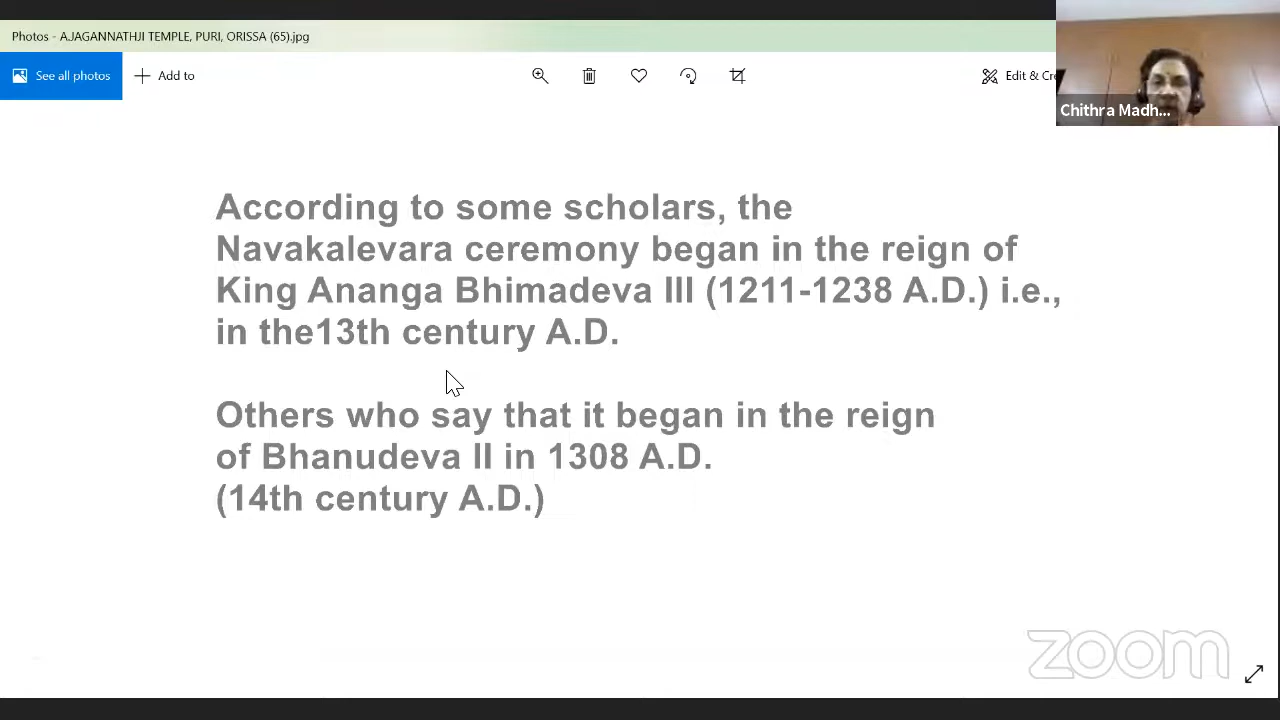 Photos - A.JAGANNATHJI TEMPLE, PURI, ORISSA (65).jpg
See all photos
Add to
Edit & Cre
Chithra Madh...
According to some scholars, the
Navakalevara ceremony began in the reign of
King Ananga Bhimadeva III (1211-1238 A.D.) i.e.,
in the13th century A.D.
Others who say that it began in the reign
of Bhanudeva II in 1308 A.D.
(14th century A.D.)
zoom